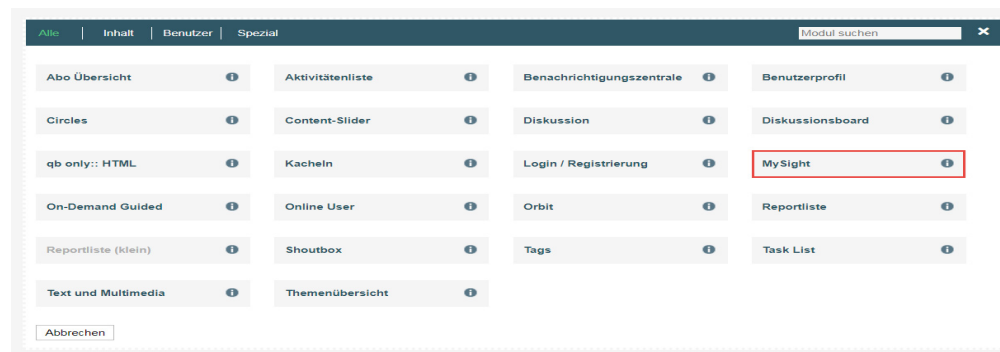 Alle | Inhalt | Benutzer | Spezial Modul suchen ×
Abo Übersicht Aktivitätenliste Benachrichtigungszentrale Benutzerprofil
Circles Content-Slider Diskussion Diskussionsboard
qb only:: HTML Kacheln Login / Registrierung MySight
On-Demand Guided Online User Orbit Reportliste
Reportliste (klein) Shoutbox Tags Task List
Text und Multimedia Themenübersicht
Abbrechen